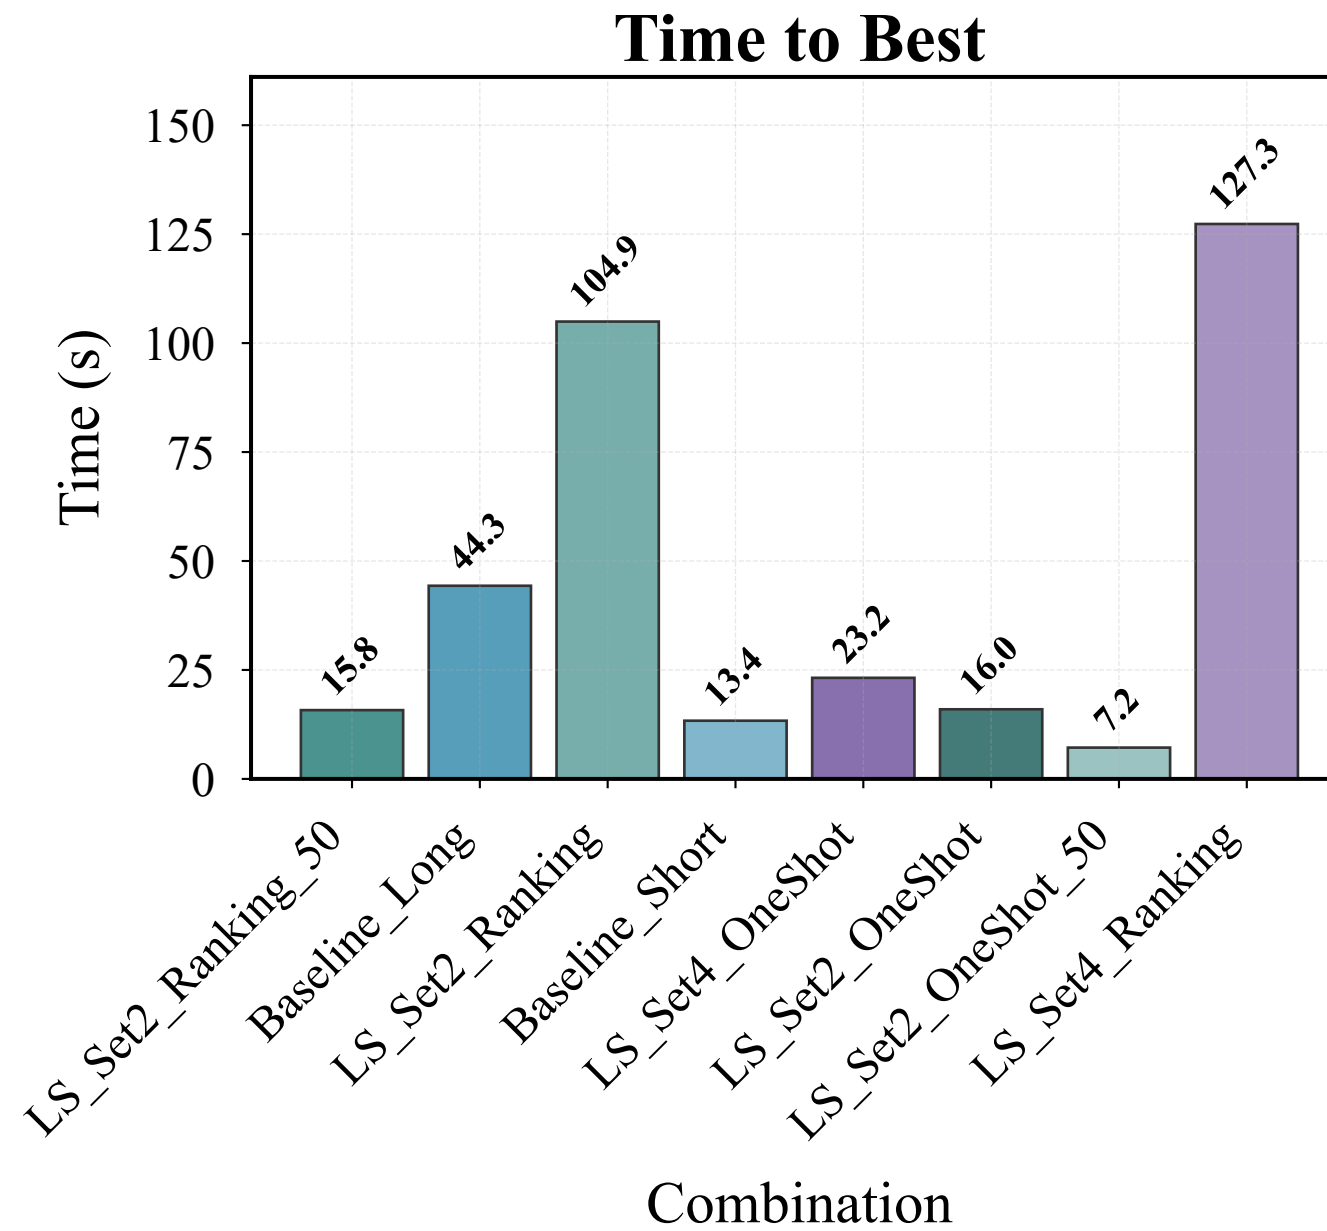 Time to Best
Time (s)
150
125
100
75
50
25
0
15.8
44.3
104.9
13.4
23.2
16.0
7.2
127.3
LS_Set2_Ranking_50
Baseline_Long
LS_Set2_Ranking
Baseline_Short
LS_Set4_OneShot
LS_Set2_OneShot
LS_Set2_OneShot_50
LS_Set4_Ranking
Combination